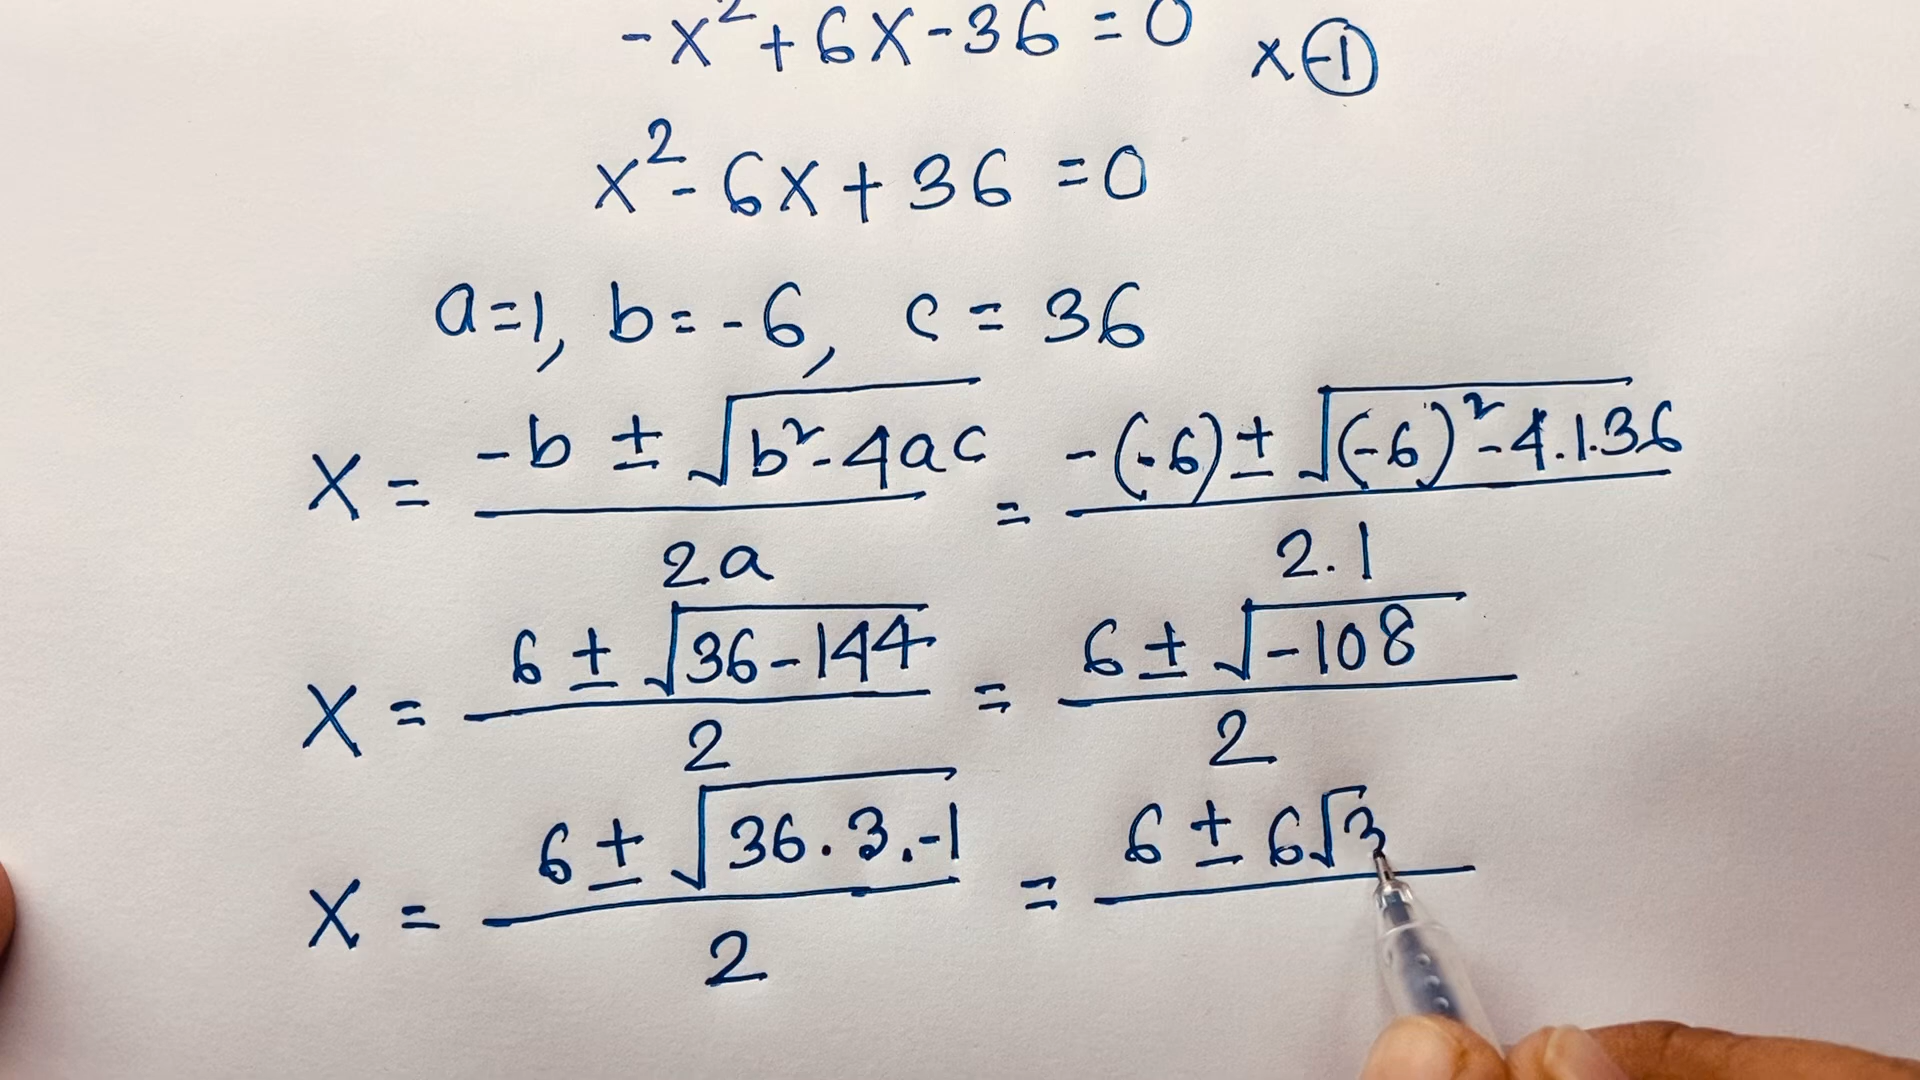 -x²+6x-36=0 x(-1)
x²-6x+36=0
a=1, b=-6, c=36
x = (-b ± √(b²-4ac))/2a = (-(-6) ± √((-6)²-4.1.36))/2.1
x = (6 ± √(36-144))/2 = (6 ± √(-108))/2
x = (6 ± √(36.3.-1))/2 = 6 ± 6√3